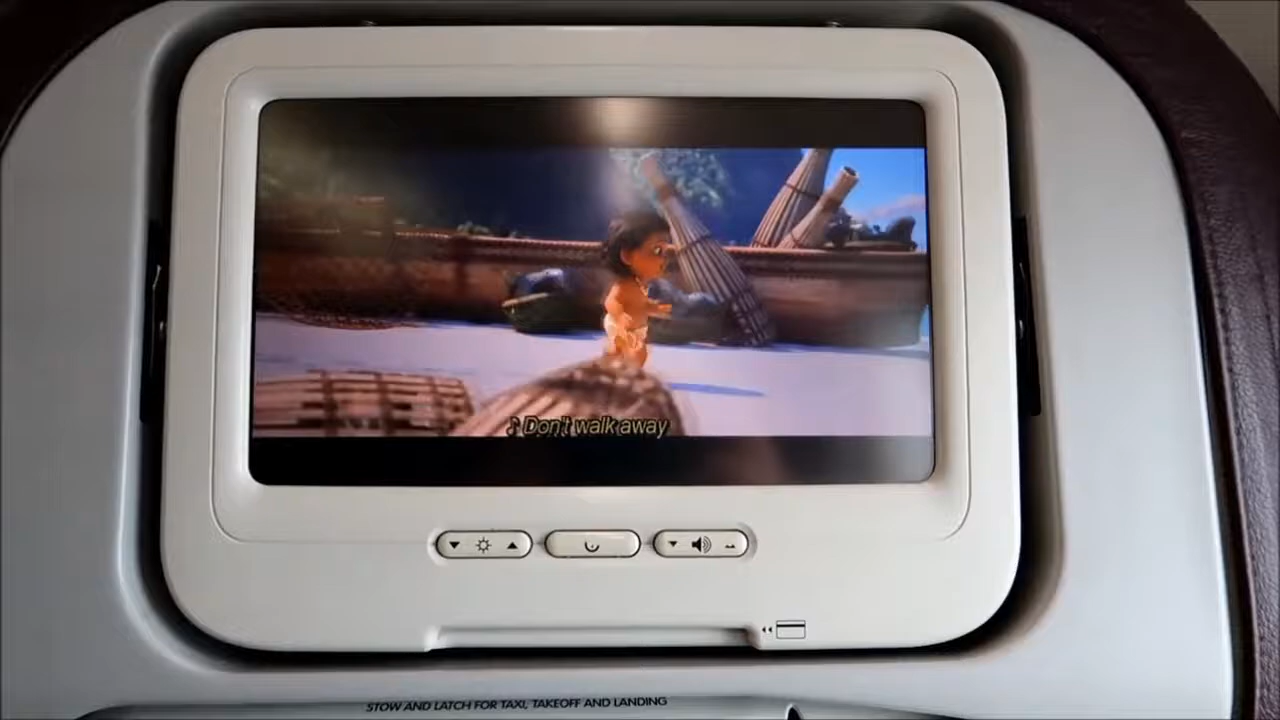 ♪ Don't walk away
STOW AND LATCH FOR TAXI, TAKEOFF AND LANDING